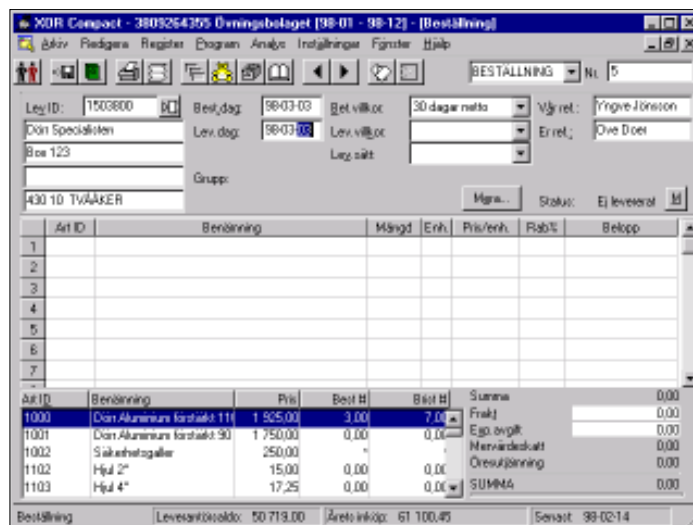 XOR Compact - 3809264355 Övningsbolaget [98-01 - 98-12] - [Beställning]
Arkiv Redigera Register Program Analys Inställningar Fönster Hjälp
BESTÄLLNING Nr. 5
Lev ID: 1503800 Best.dag: 98-03-03 Bet.villkor: 30 dagar netto Vår ref.: Yngve Jönsson
Dörr Specialisten Lev. dag: 98-03-03 Lev. villkor: Er ref.: Ove Doer
Box 123 Lev. sätt:
Grupp:
430 10 TVÅÅKER Status: Ej levererat M
Art ID Benämning Mängd Enh. Pris/enh. Rab% Belopp
1
2
3
4
5
6
7
Art ID Benämning Pris Best # Brist # Summa 0,00
1000 Dörr Aluminium förstärkt 110 1 925,00 3,00 7,00 Frakt 0,00
1001 Dörr Aluminium förstärkt 90 1 750,00 0,00 0,00 Exp.avgift 0,00
1002 Säkerhetsgaller 250,00 * * Mervärdeskatt 0,00
1102 Hjul 2" 15,00 0,00 0,00 Öresutjämning 0,00
1103 Hjul 4" 17,25 0,00 0,00 SUMMA 0,00
Beställning Leverantörsaldo: 50 719,00 Årets inköp: 61 100,45 Senast 98-02-14